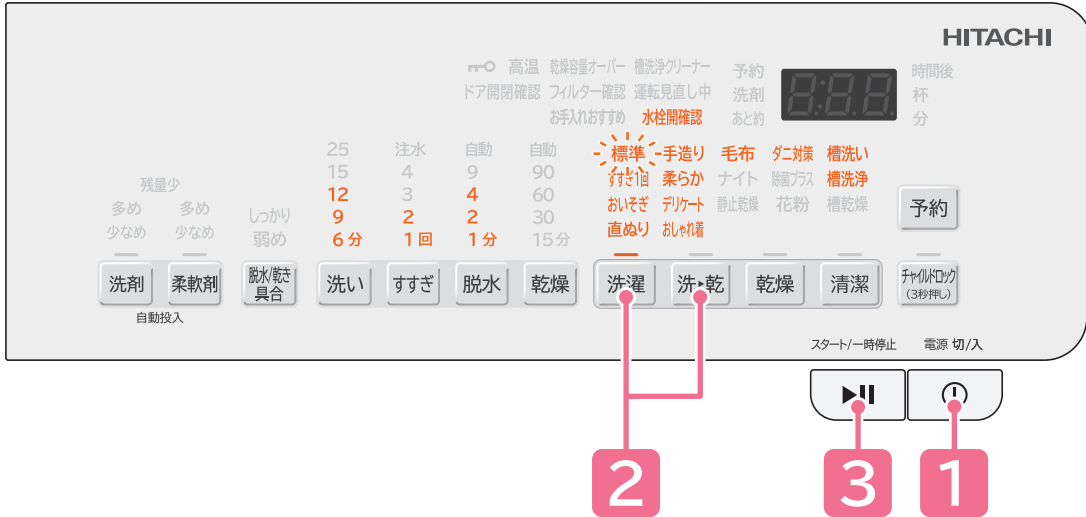 HITACHI
高温 乾燥容量オーバー 槽洗浄クリーナー 予約 8:88 時間後
ドア開閉確認 フィルター確認 運転見直し中 洗剤 杯
お手入れおすすめ 水栓開確認 あと約 分
25 注水 自動 自動 標準 手造り 毛布 ダニ対策 槽洗い
15 4 9 90 すすぎ1回 柔らか ナイト 除菌プラス 槽洗浄
残量少
12 3 4 60 おいそぎ デリケート 静止乾燥 花粉 槽乾燥
多め 多め しっかり 9 2 2 30 直ぬり おしゃれ着
少なめ 少なめ 弱め 6分 1回 1分 15分
予約
洗剤 柔軟剤 脱水/乾き具合 洗い すすぎ 脱水 乾燥 洗濯 洗▸乾 乾燥 清潔 チャイルドロック
(3秒押し)
自動投入
スタート/一時停止 電源 切/入
2 3 1